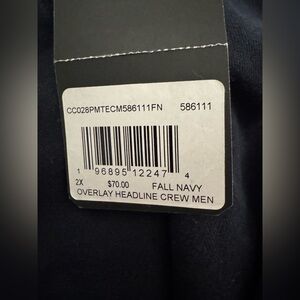 CC028PMTECM586111FN 586111
1 96895 12247 4
2X $70.00 FALL NAVY
OVERLAY HEADLINE CREW MEN